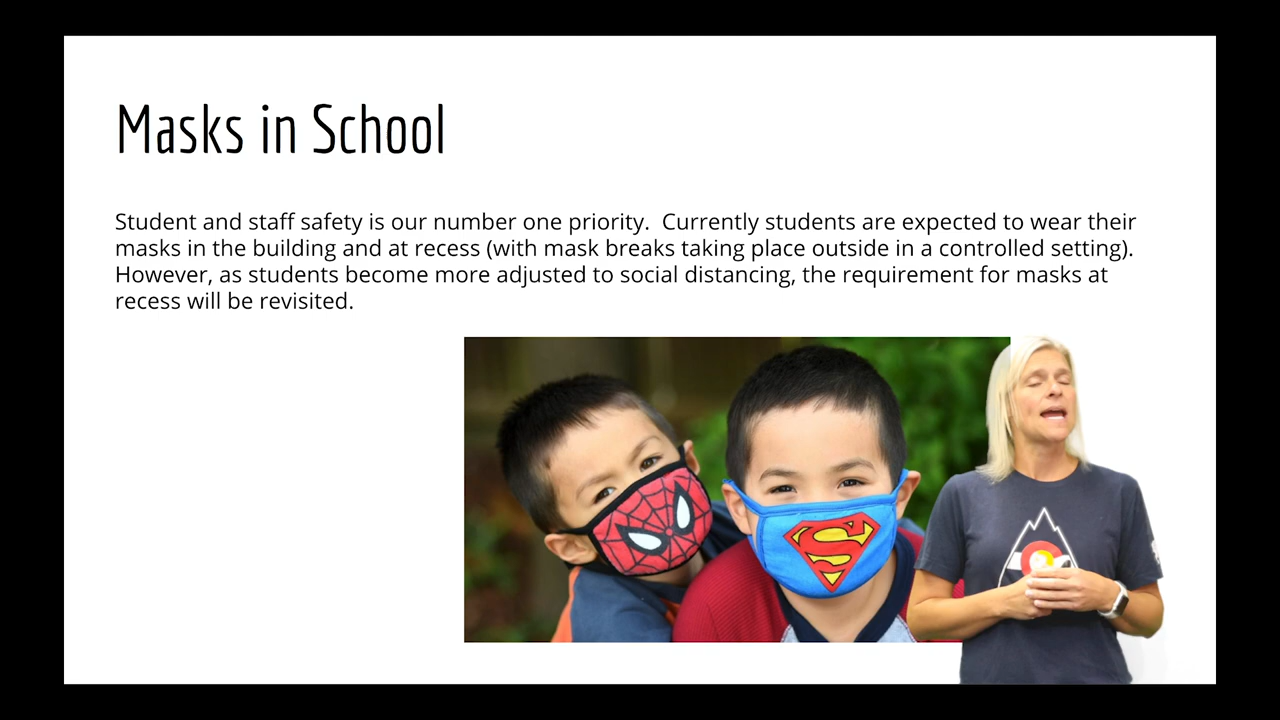 Masks in School
Student and staff safety is our number one priority.  Currently students are expected to wear their
masks in the building and at recess (with mask breaks taking place outside in a controlled setting).
However, as students become more adjusted to social distancing, the requirement for masks at
recess will be revisited.